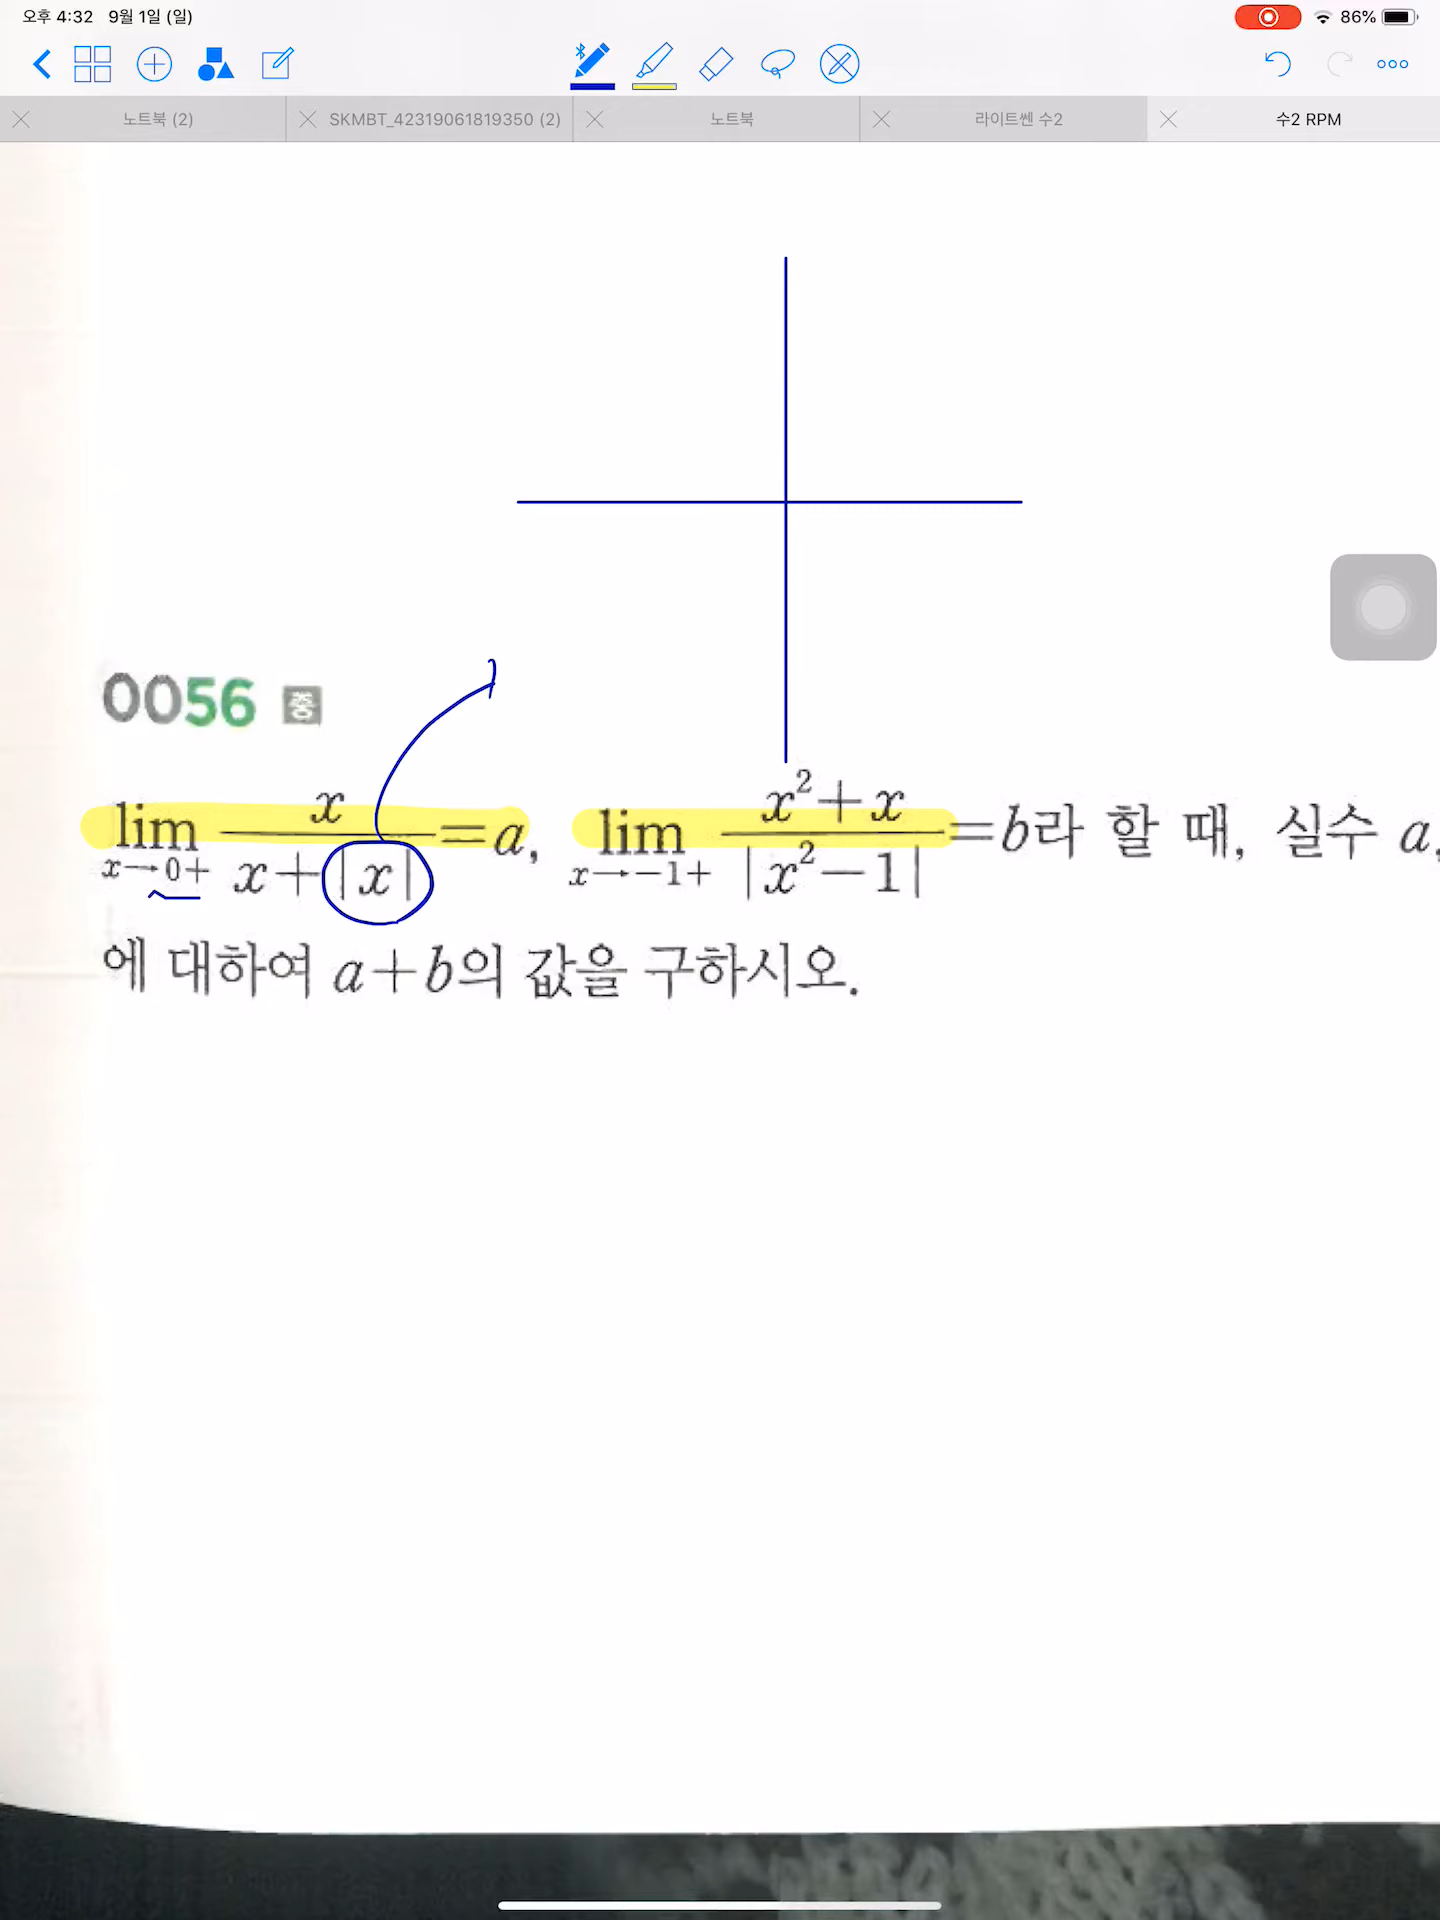 오후 4:32 9월 1일 (일) 86%
노트북 (2) SKMBT_42319061819350 (2) 노트북 라이트쎈 수2 수2 RPM
0056 중
lim x→0+ x/(x+|x|)=a, lim x→-1+ (x²+x)/|x²-1|=b라 할 때, 실수 a,
에 대하여 a+b의 값을 구하시오.